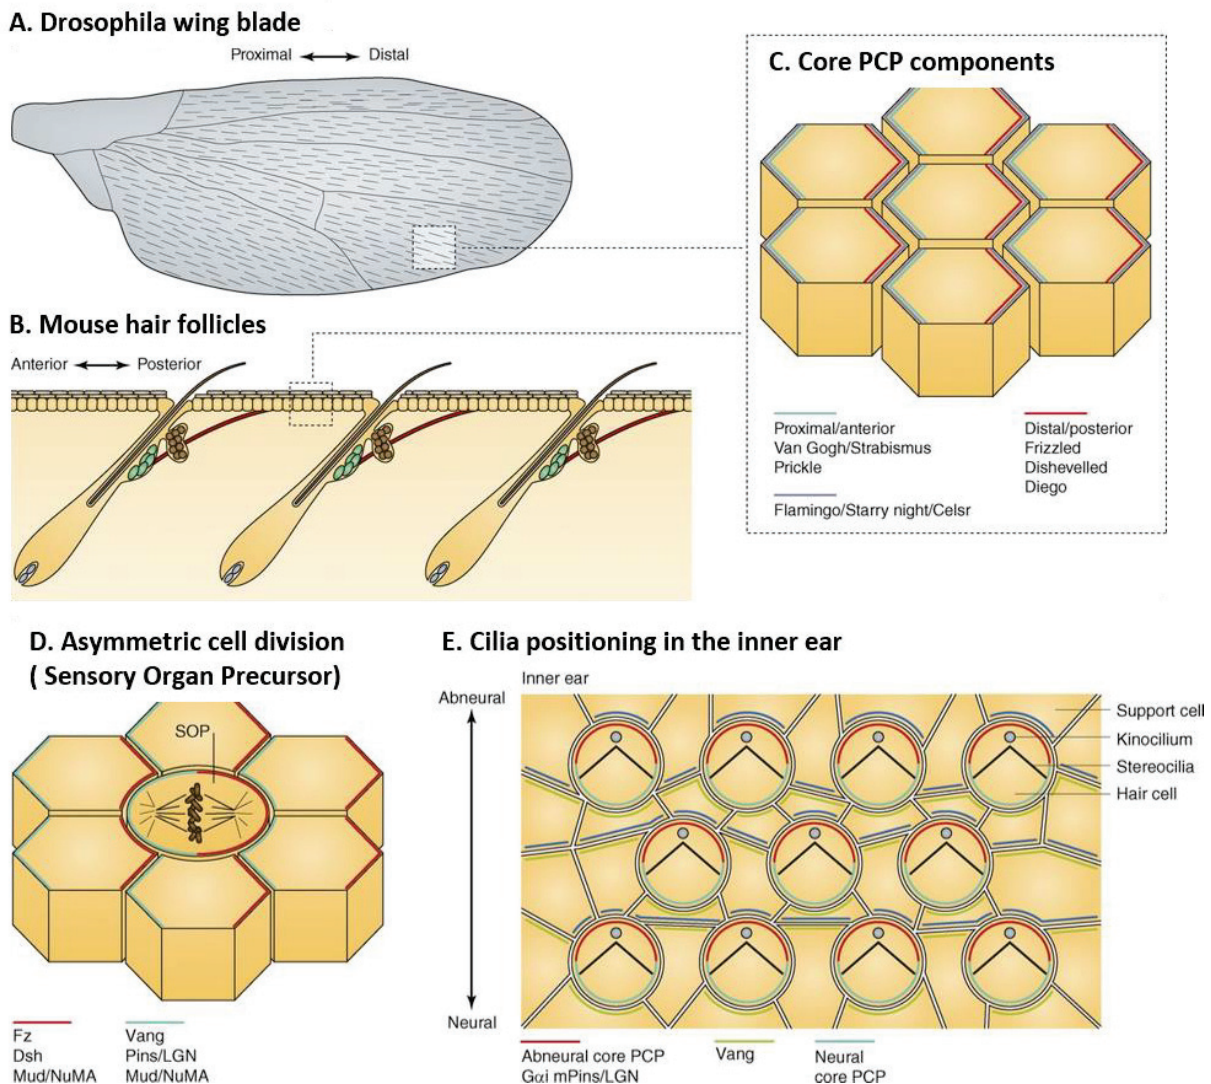 A. Drosophila wing blade
Proximal Distal
C. Core PCP components
Proximal/anterior
Van Gogh/Strabismus
Prickle
Flamingo/Starry night/Celsr
Distal/posterior
Frizzled
Dishevelled
Diego
B. Mouse hair follicles
Anterior Posterior
D. Asymmetric cell division
( Sensory Organ Precursor)
SOP
Fz
Dsh
Mud/NuMA
Vang
Pins/LGN
Mud/NuMA
E. Cilia positioning in the inner ear
Inner ear
Abneural
Neural
Support cell
Kinocilium
Stereocilia
Hair cell
Abneural core PCP
Gαi mPins/LGN
Vang
Neural
core PCP